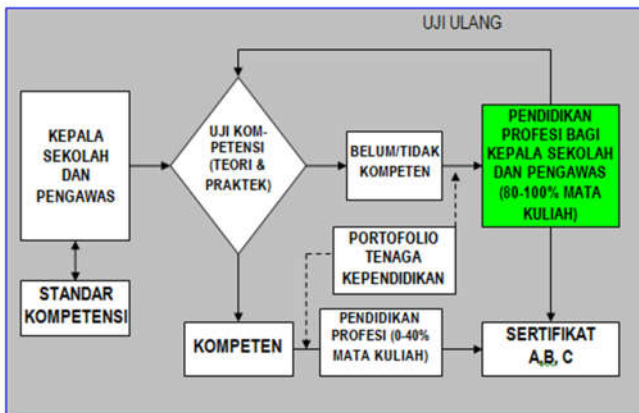 UJI ULANG
KEPALA
SEKOLAH
DAN
PENGAWAS
UJI KOM-
PETENSI
(TEORI &
PRAKTEK)
BELUM/TIDAK
KOMPETEN
PENDIDIKAN
PROFESI BAGI
KEPALA SEKOLAH
DAN PENGAWAS
(80-100% MATA
KULIAH)
PORTOFOLIO
TENAGA
KEPENDIDIKAN
STANDAR
KOMPETENSI
KOMPETEN
PENDIDIKAN
PROFESI (0-40%
MATA KULIAH)
SERTIFIKAT
A,B, C